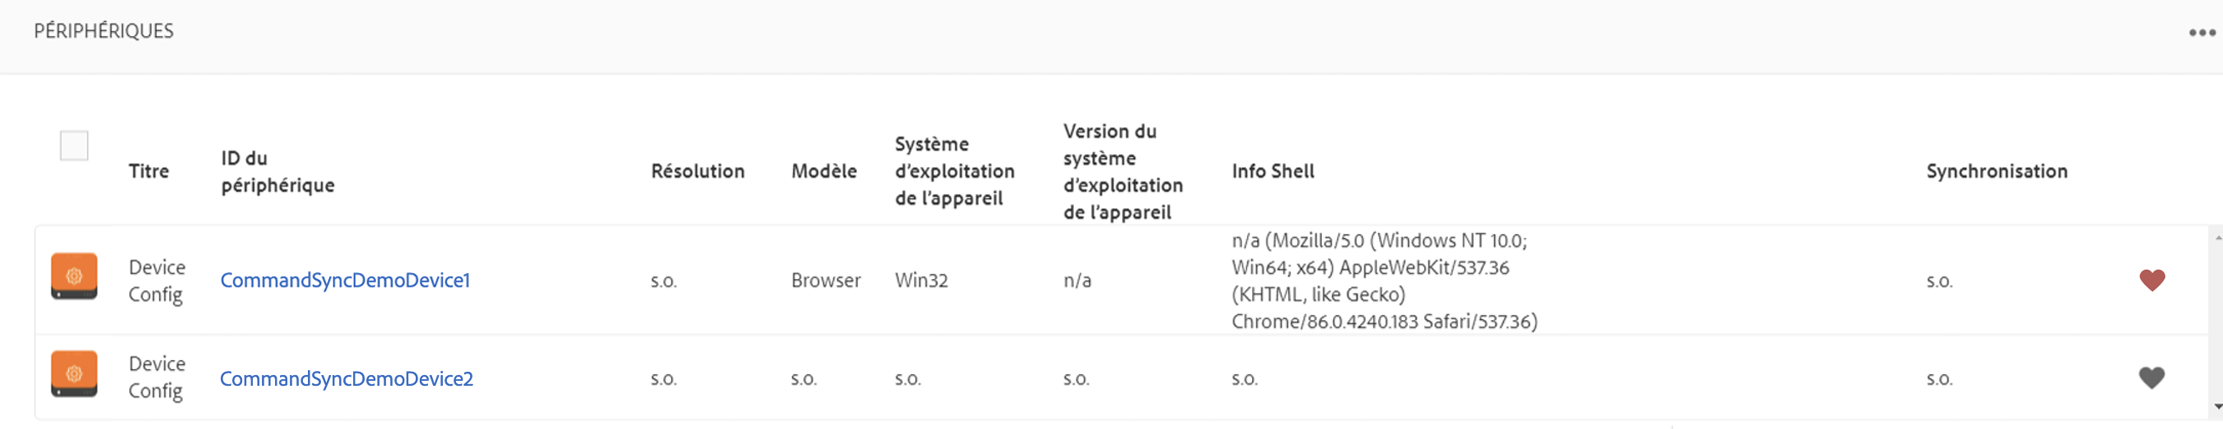 PÉRIPHÉRIQUES
Titre
ID du
périphérique
Résolution
Modèle
Système
d'exploitation
de l'appareil
Version du
système
d'exploitation
de l'appareil
Info Shell
Synchronisation
Device
Config
CommandSyncDemoDevice1
s.o.
Browser
Win32
n/a
n/a (Mozilla/5.0 (Windows NT 10.0;
Win64; x64) AppleWebKit/537.36
(KHTML, like Gecko)
Chrome/86.0.4240.183 Safari/537.36)
s.o.
Device
Config
CommandSyncDemoDevice2
s.o.
s.o.
s.o.
s.o.
s.o.
s.o.